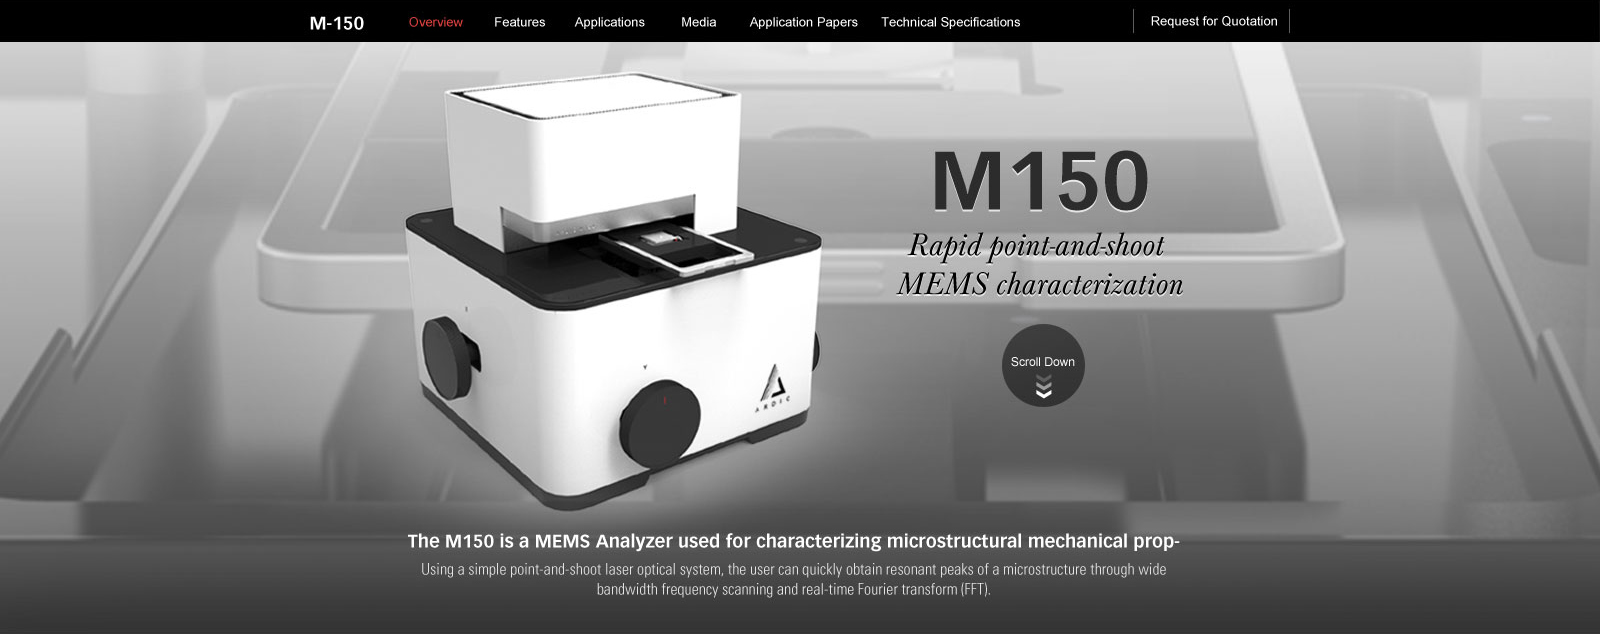 M-150
Overview
Features
Applications
Media
Application Papers
Technical Specifications
Request for Quotation
M150
Rapid point-and-shoot
MEMS characterization
Scroll Down
Y
ARDIC
The M150 is a MEMS Analyzer used for characterizing microstructural mechanical prop-
Using a simple point-and-shoot laser optical system, the user can quickly obtain resonant peaks of a microstructure through wide
bandwidth frequency scanning and real-time Fourier transform (FFT).